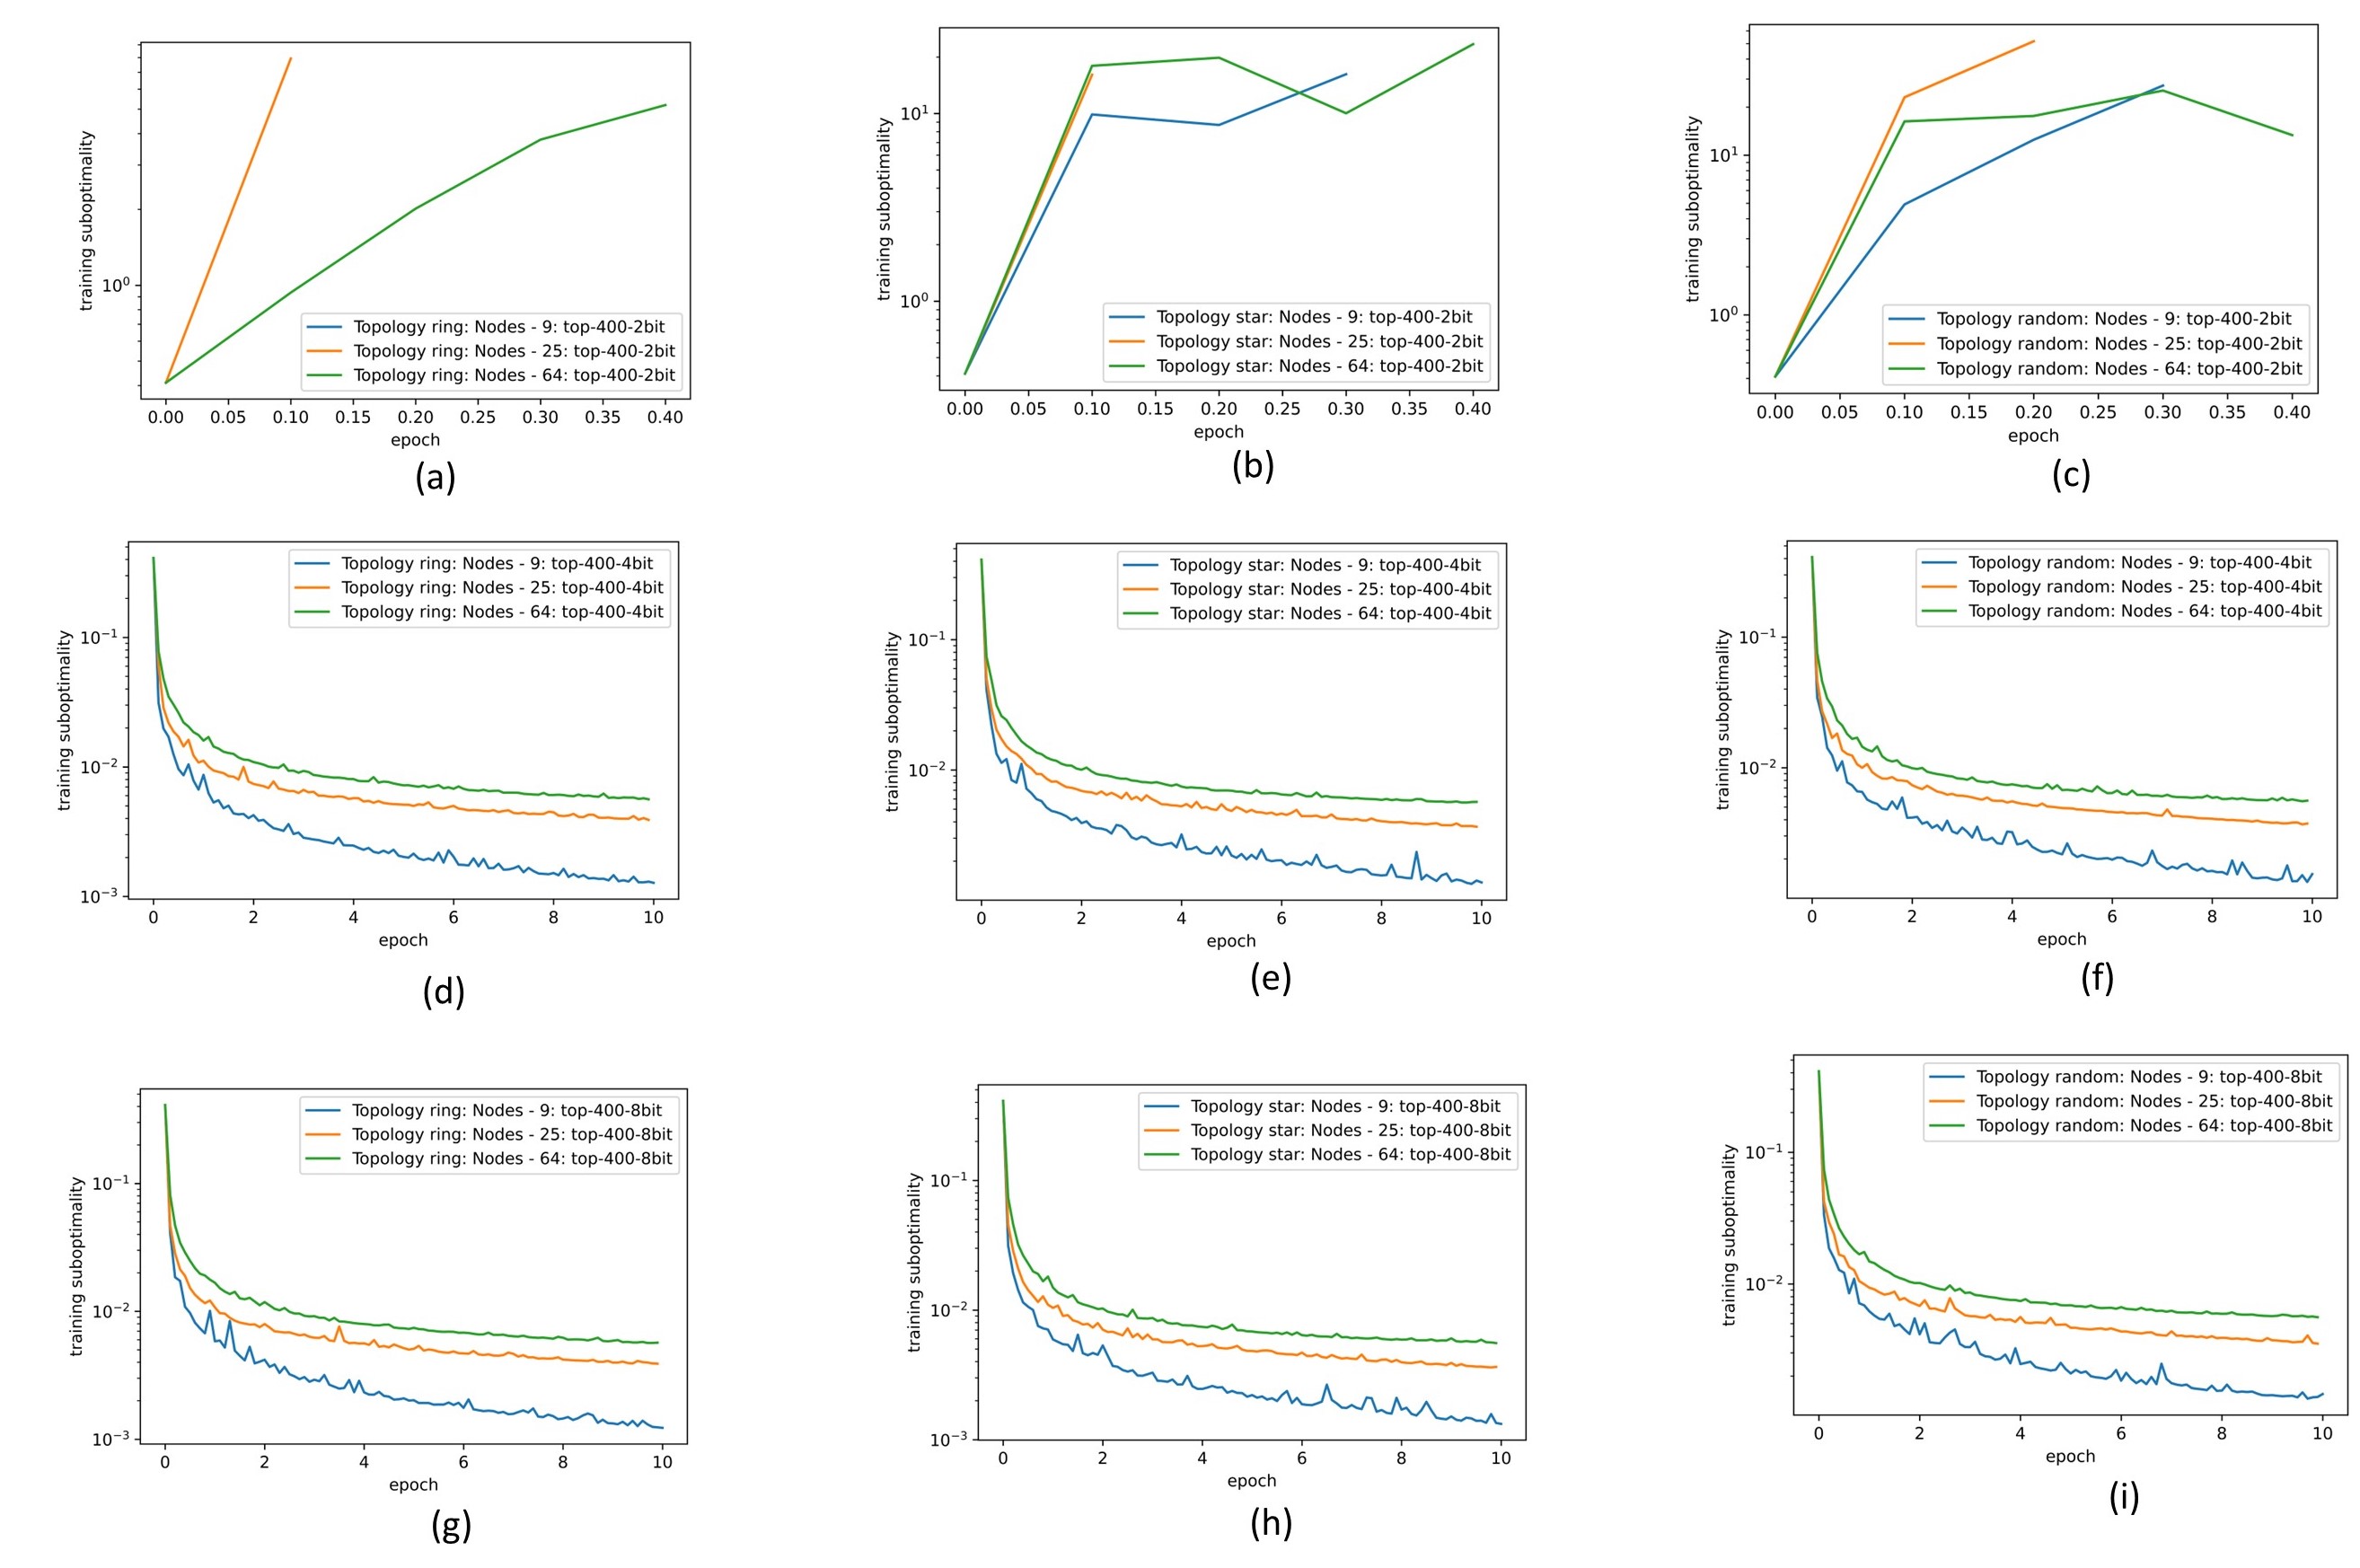 training suboptimality
10⁰
Topology ring: Nodes - 9: top-400-2bit
Topology ring: Nodes - 25: top-400-2bit
Topology ring: Nodes - 64: top-400-2bit
0.00 0.05 0.10 0.15 0.20 0.25 0.30 0.35 0.40
epoch
(a)
training suboptimality
10¹
10⁰
Topology star: Nodes - 9: top-400-2bit
Topology star: Nodes - 25: top-400-2bit
Topology star: Nodes - 64: top-400-2bit
0.00 0.05 0.10 0.15 0.20 0.25 0.30 0.35 0.40
epoch
(b)
training suboptimality
10¹
10⁰
Topology random: Nodes - 9: top-400-2bit
Topology random: Nodes - 25: top-400-2bit
Topology random: Nodes - 64: top-400-2bit
0.00 0.05 0.10 0.15 0.20 0.25 0.30 0.35 0.40
epoch
(c)
training suboptimality
10⁻¹
10⁻²
10⁻³
Topology ring: Nodes - 9: top-400-4bit
Topology ring: Nodes - 25: top-400-4bit
Topology ring: Nodes - 64: top-400-4bit
0 2 4 6 8 10
epoch
(d)
training suboptimality
10⁻¹
10⁻²
Topology star: Nodes - 9: top-400-4bit
Topology star: Nodes - 25: top-400-4bit
Topology star: Nodes - 64: top-400-4bit
0 2 4 6 8 10
epoch
(e)
training suboptimality
10⁻¹
10⁻²
Topology random: Nodes - 9: top-400-4bit
Topology random: Nodes - 25: top-400-4bit
Topology random: Nodes - 64: top-400-4bit
0 2 4 6 8 10
epoch
(f)
training suboptimality
10⁻¹
10⁻²
10⁻³
Topology ring: Nodes - 9: top-400-8bit
Topology ring: Nodes - 25: top-400-8bit
Topology ring: Nodes - 64: top-400-8bit
0 2 4 6 8 10
epoch
(g)
training suboptimality
10⁻¹
10⁻²
10⁻³
Topology star: Nodes - 9: top-400-8bit
Topology star: Nodes - 25: top-400-8bit
Topology star: Nodes - 64: top-400-8bit
0 2 4 6 8 10
epoch
(h)
training suboptimality
10⁻¹
10⁻²
Topology random: Nodes - 9: top-400-8bit
Topology random: Nodes - 25: top-400-8bit
Topology random: Nodes - 64: top-400-8bit
0 2 4 6 8 10
epoch
(i)